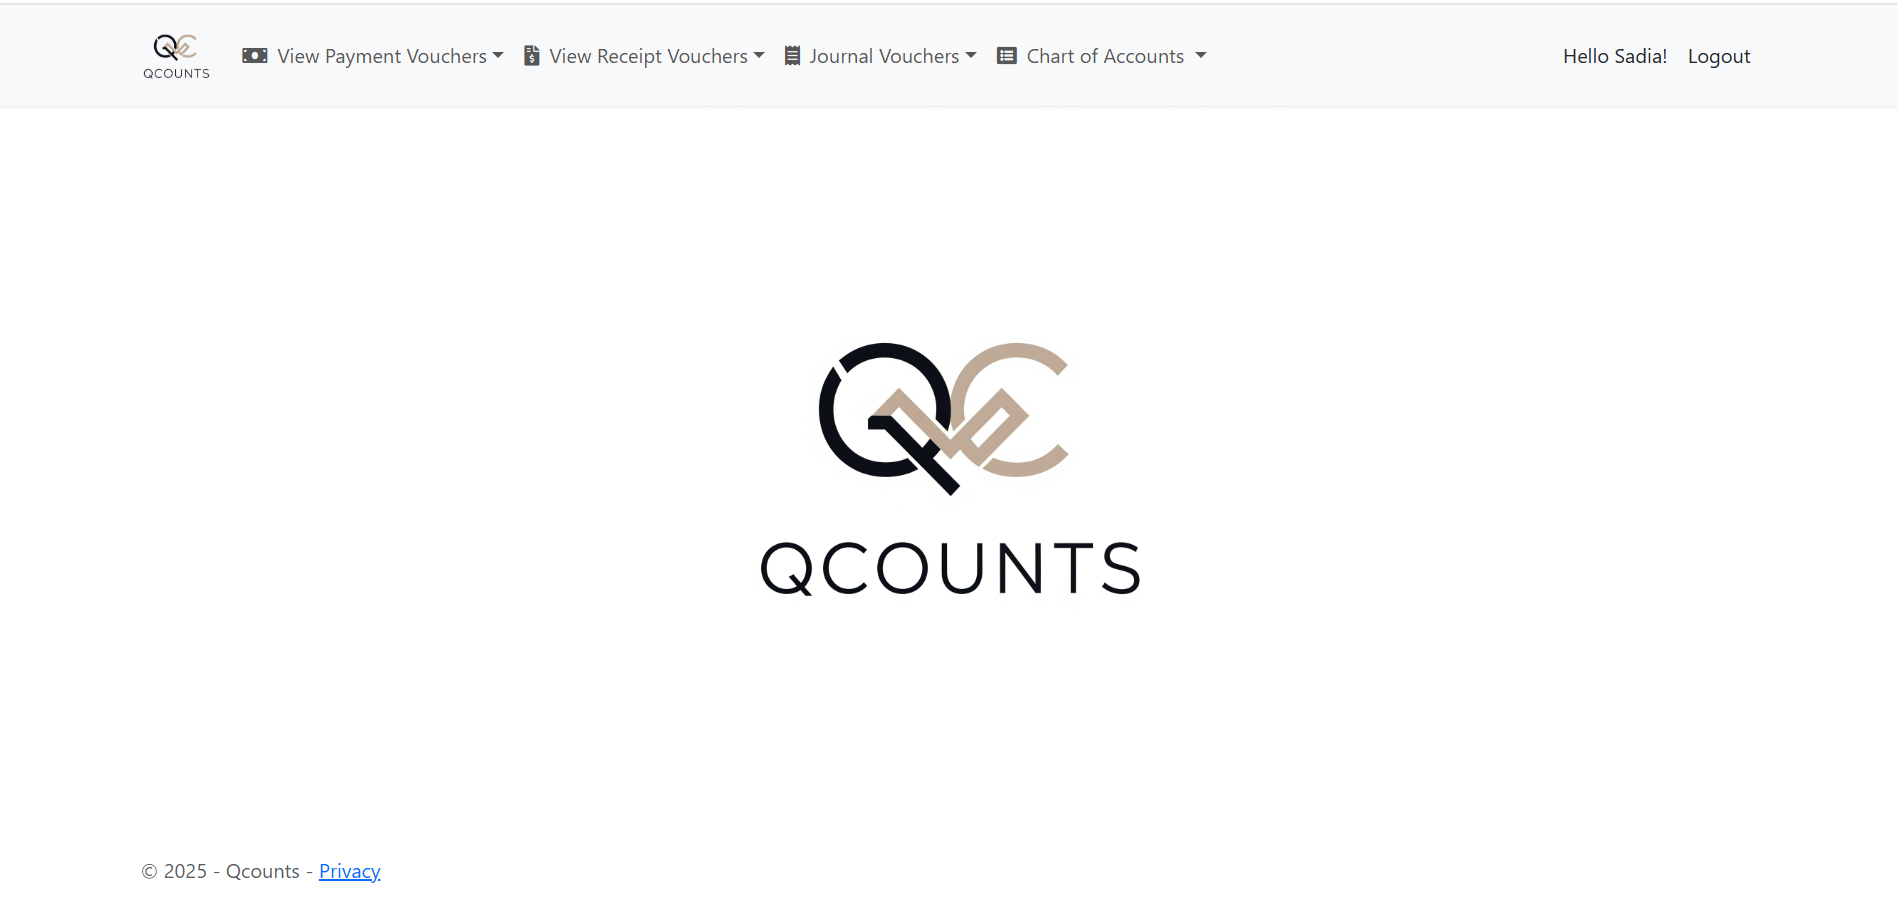 QCOUNTS
View Payment Vouchers
View Receipt Vouchers
Journal Vouchers
Chart of Accounts
Hello Sadia!
Logout
QC
QCOUNTS
© 2025 - Qcounts - Privacy